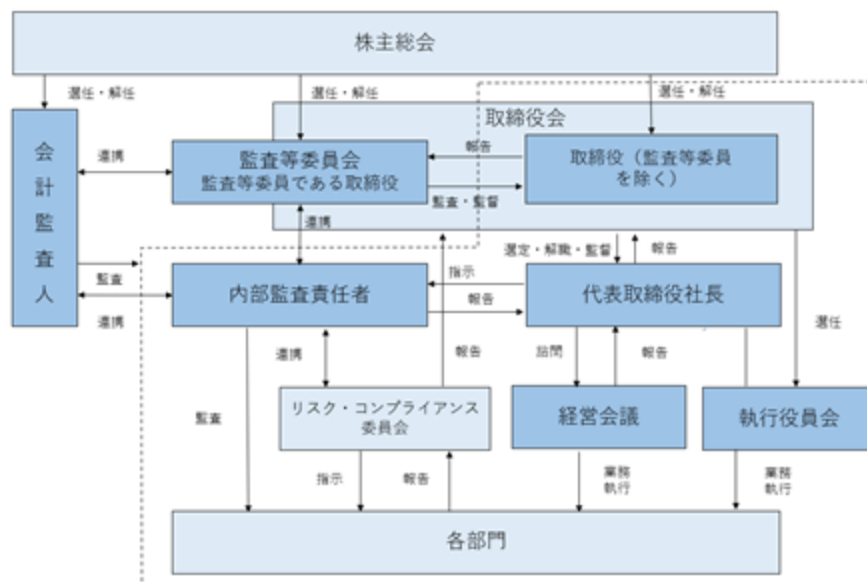 株主総会
選任・解任
選任・解任
選任・解任
会計監査人
取締役会
連携
監査等委員会
監査等委員である取締役
報告
監査・監督
取締役（監査等委員
を除く）
連携
選定・解職・監督
報告
監査
連携
内部監査責任者
指示
報告
代表取締役社長
選任
連携
報告
諮問
報告
監査
リスク・コンプライアンス
委員会
経営会議
執行役員会
指示
報告
業務
執行
業務
執行
各部門